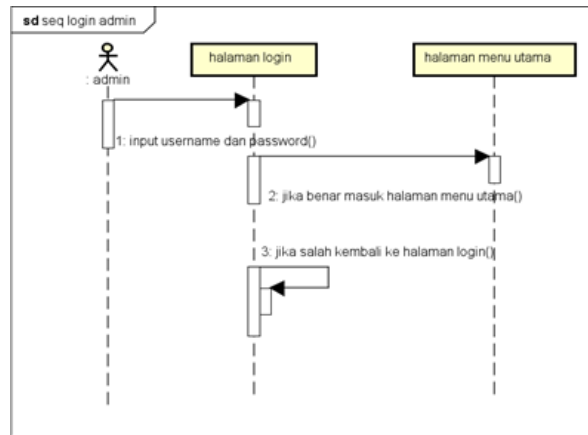 sd seq login admin
: admin
halaman login
halaman menu utama
1: input username dan password()
2: jika benar masuk halaman menu utama()
3: jika salah kembali ke halaman login()